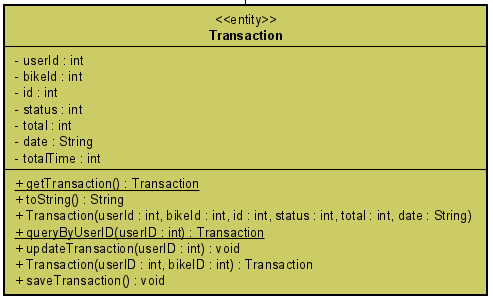 <<entity>>
Transaction
- userId : int
- bikeId : int
- id : int
- status : int
- total : int
- date : String
- totalTime : int
+ getTransaction() : Transaction
+ toString() : String
+ Transaction(userId : int, bikeId : int, id : int, status : int, total : int, date : String)
+ queryByUserID(userID : int) : Transaction
+ updateTransaction(userID : int) : void
+ Transaction(userID : int, bikeID : int) : Transaction
+ saveTransaction() : void